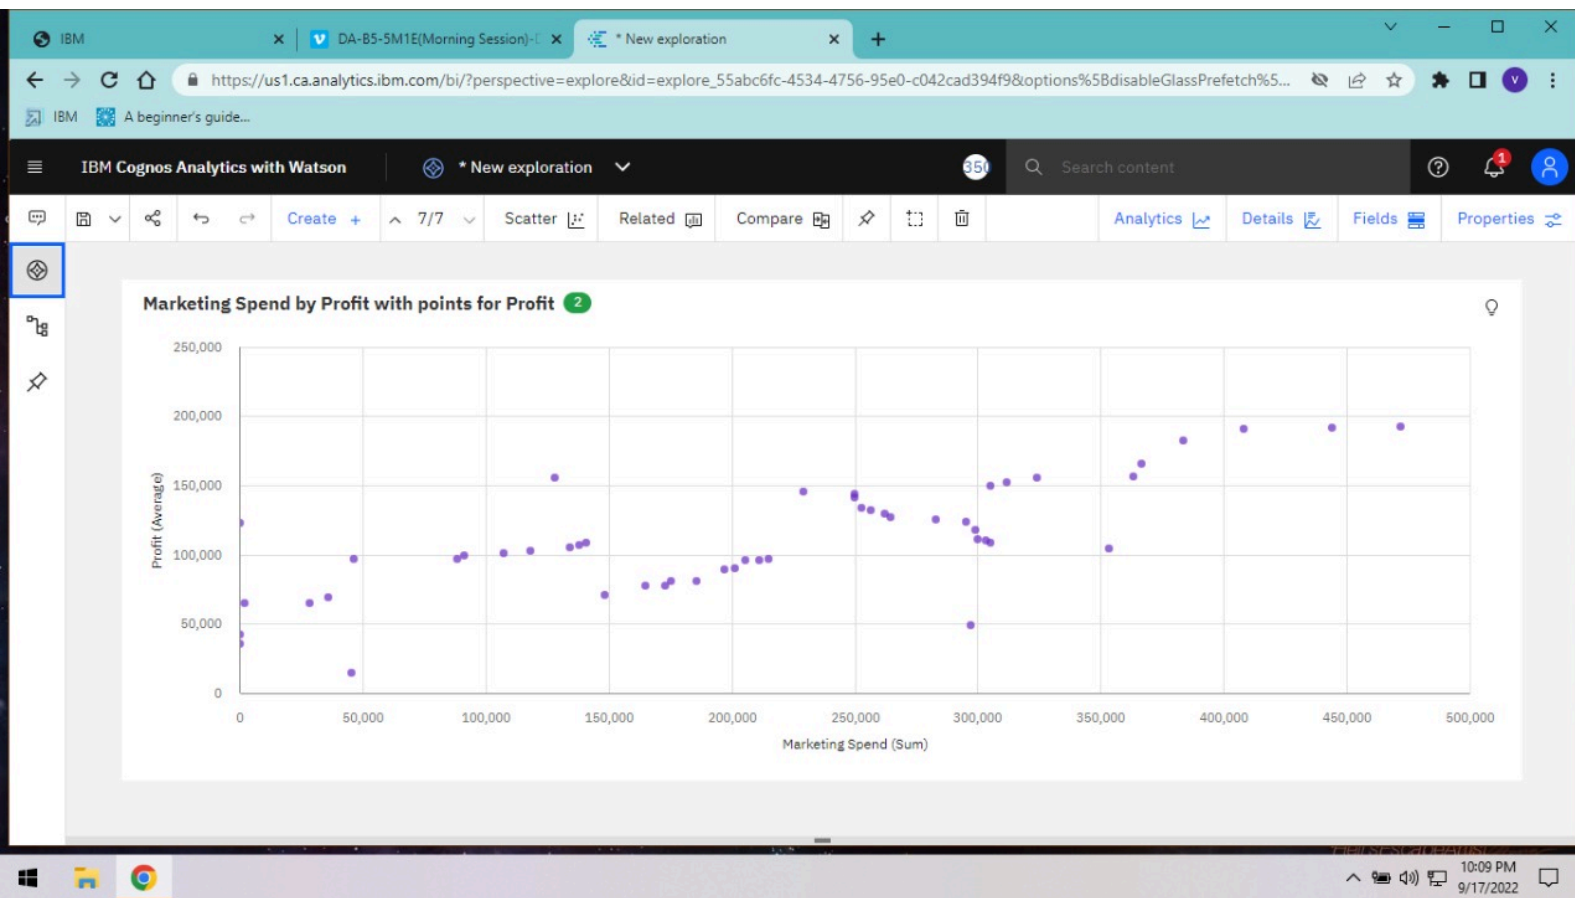 IBM
DA-B5-5M1E(Morning Session)-
* New exploration
https://us1.ca.analytics.ibm.com/bi/?perspective=explore&id=explore_55abc6fc-4534-4756-95e0-c042cad394f9&options%5BdisableGlassPrefetch%5...
V
IBM
A beginner's guide...
IBM Cognos Analytics with Watson
* New exploration
350
Search content
1
Create +
7/7
Scatter
Related
Compare
Analytics
Details
Fields
Properties
Marketing Spend by Profit with points for Profit 2
250,000
200,000
150,000
100,000
50,000
0
Profit (Average)
0 50,000 100,000 150,000 200,000 250,000 300,000 350,000 400,000 450,000 500,000
Marketing Spend (Sum)
10:09 PM
9/17/2022